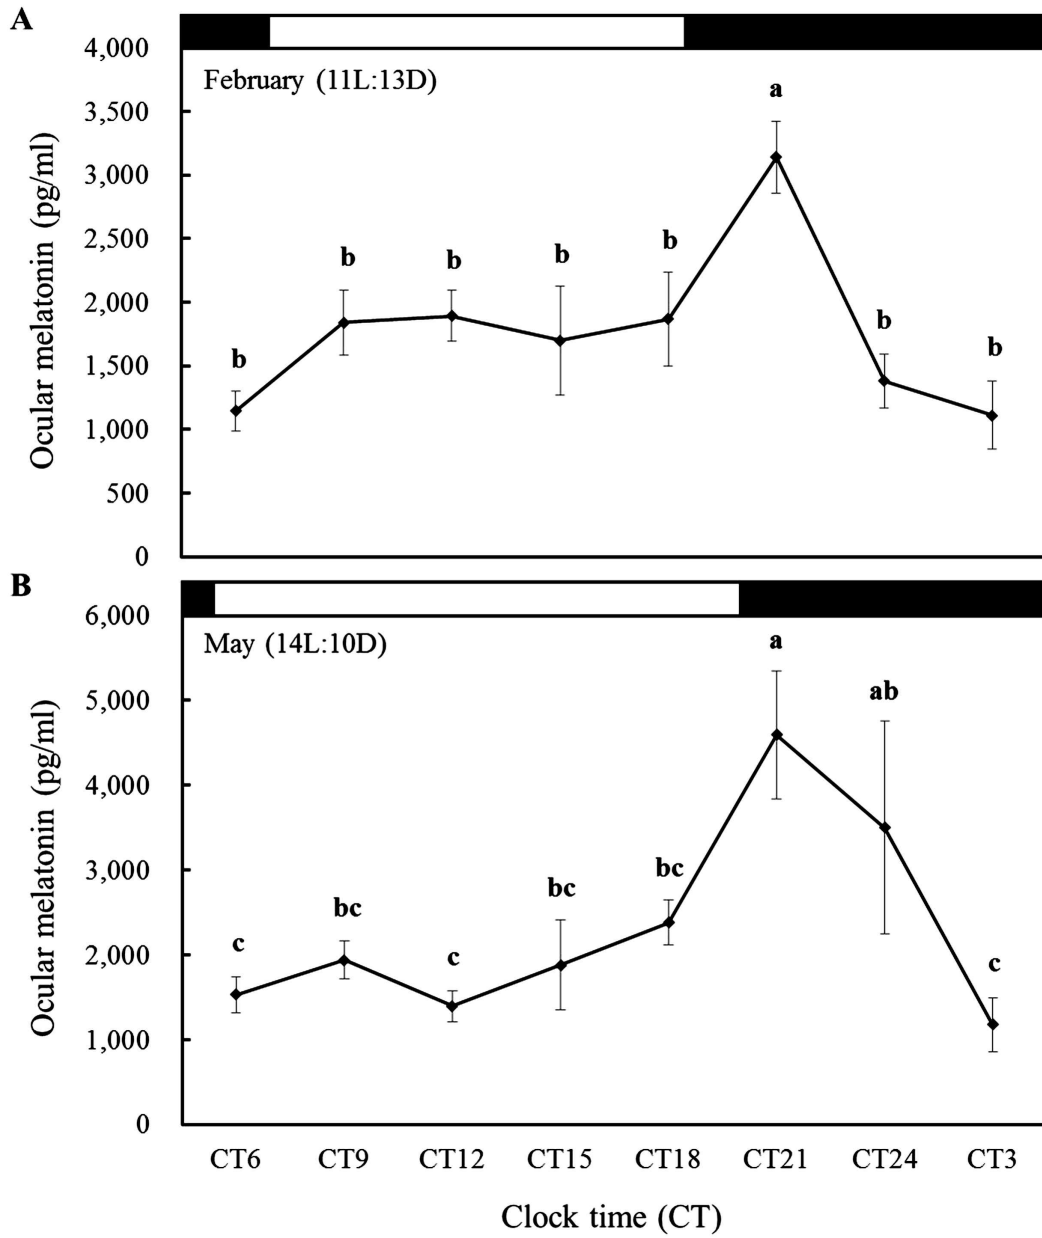 A
4,000
February (11L:13D)
3,500
3,000
2,500
2,000
1,500
1,000
500
0
Ocular melatonin (pg/ml)
b
b
b
b
b
a
b
b
B
6,000
May (14L:10D)
5,000
4,000
3,000
2,000
1,000
0
Ocular melatonin (pg/ml)
c
bc
c
bc
bc
a
ab
c
CT6 CT9 CT12 CT15 CT18 CT21 CT24 CT3
Clock time (CT)